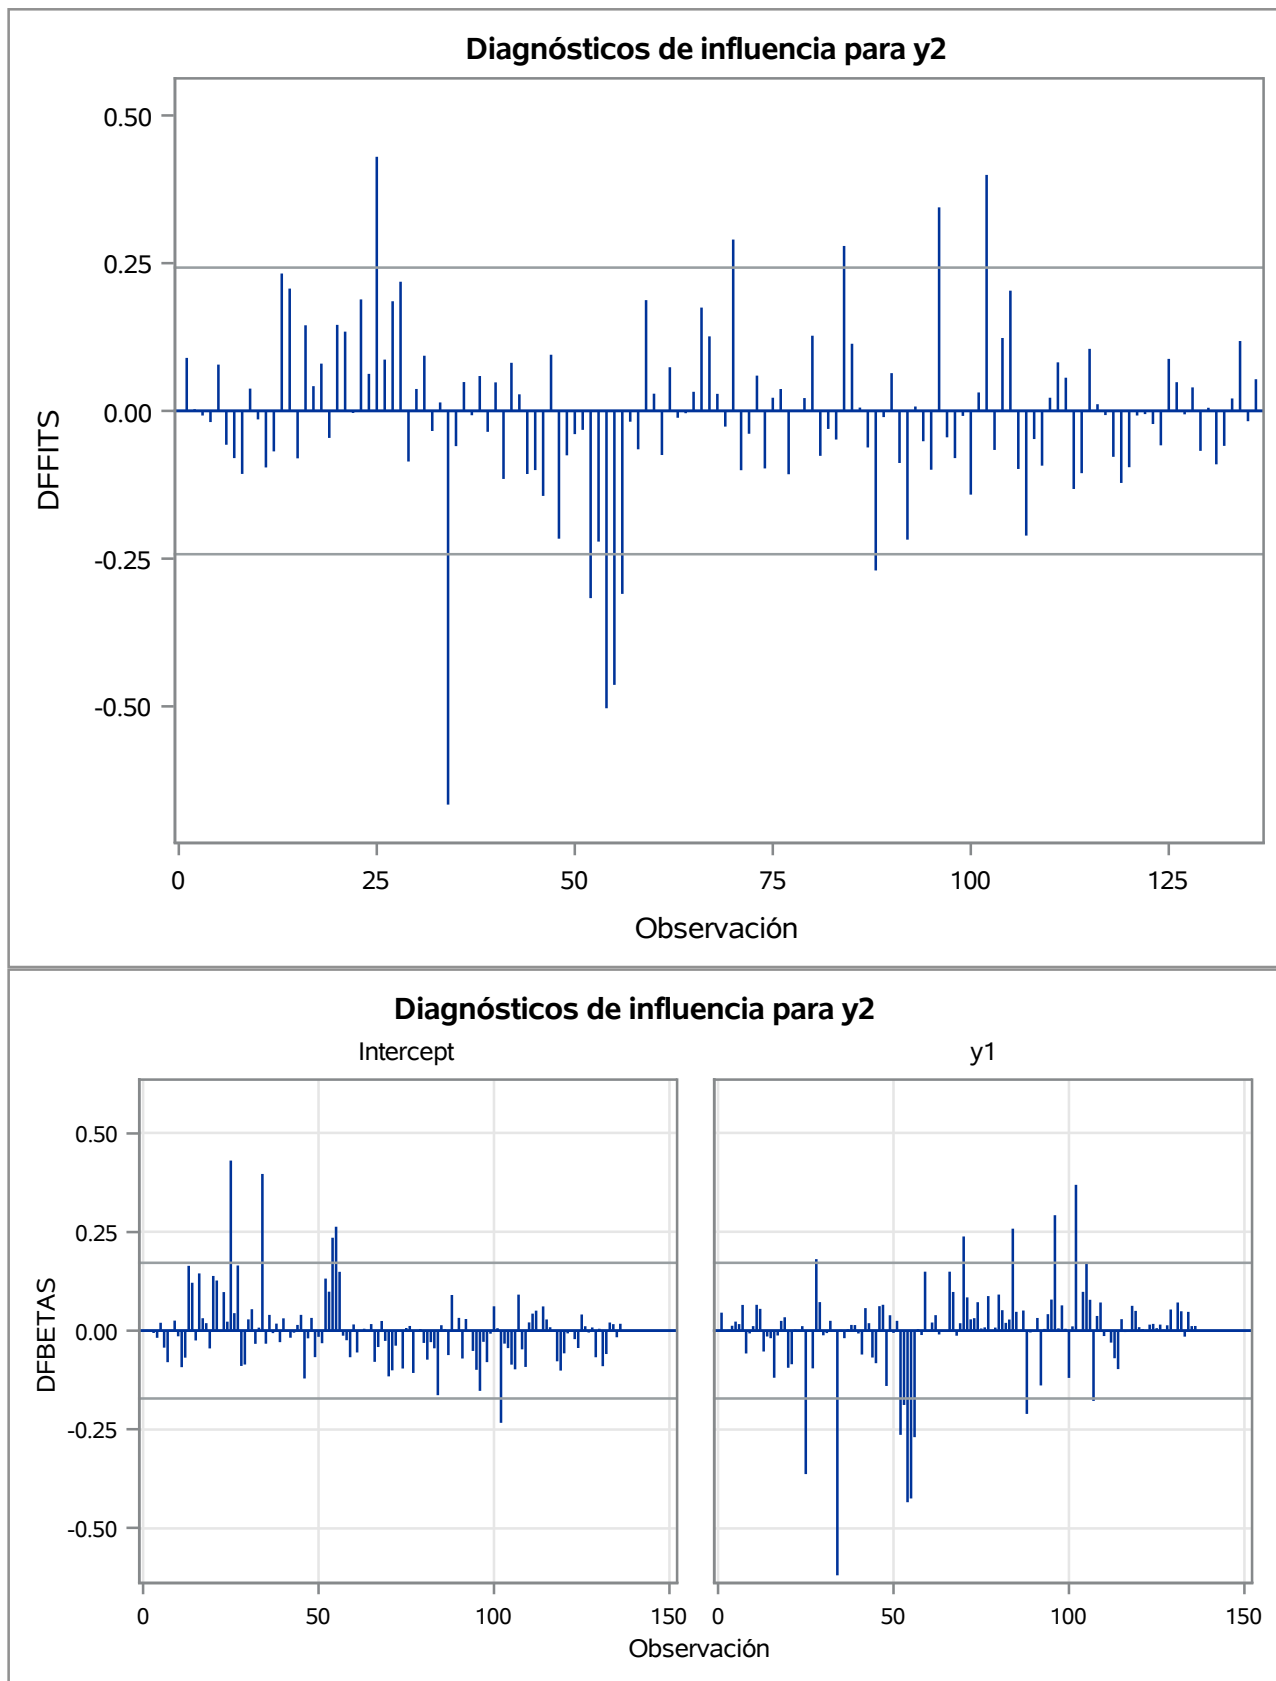 Diagnósticos de influencia para y2
0.50
0.25
0.00
-0.25
-0.50
DFFITS
0 25 50 75 100 125
Observación
Diagnósticos de influencia para y2
Intercept y1
0.50
0.25
0.00
-0.25
-0.50
DFBETAS
0 50 100 150 0 50 100 150
Observación